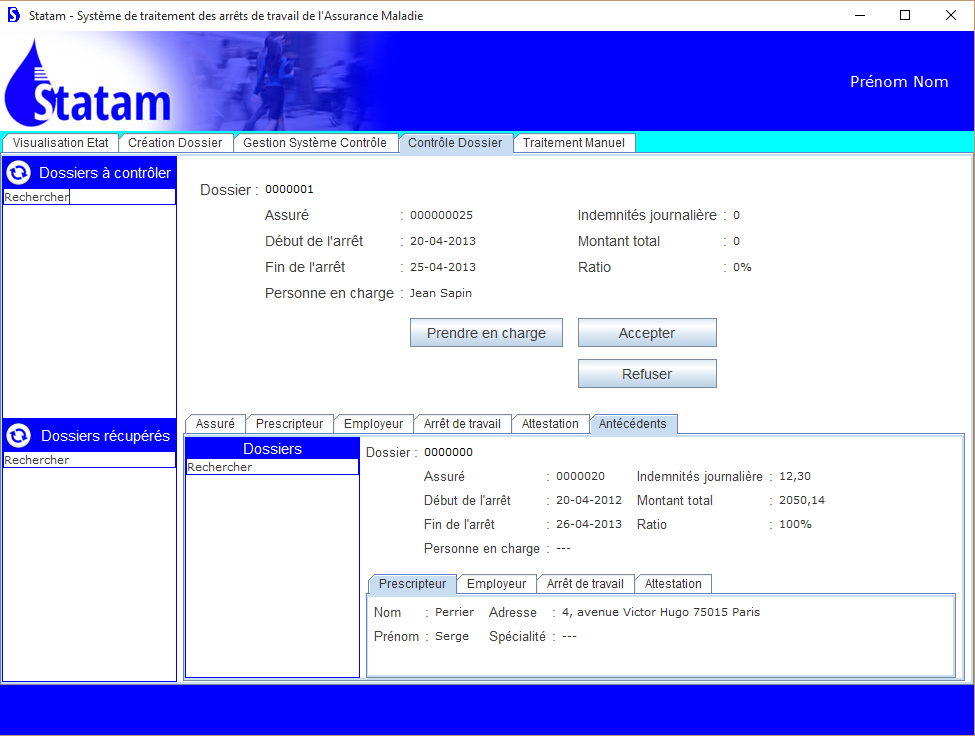 Statam - Système de traitement des arrêts de travail de l'Assurance Maladie
Statam
Prénom Nom
Visualisation Etat Création Dossier Gestion Système Contrôle Contrôle Dossier Traitement Manuel
Dossiers à contrôler
Rechercher
Dossier : 0000001
Assuré : 000000025 Indemnités journalière : 0
Début de l'arrêt : 20-04-2013 Montant total : 0
Fin de l'arrêt : 25-04-2013 Ratio : 0%
Personne en charge : Jean Sapin
Prendre en charge Accepter
Refuser
Dossiers récupérés
Rechercher
Assuré Prescripteur Employeur Arrêt de travail Attestation Antécédents
Dossiers
Rechercher
Dossier : 0000000
Assuré : 0000020 Indemnités journalière : 12,30
Début de l'arrêt : 20-04-2012 Montant total : 2050,14
Fin de l'arrêt : 26-04-2013 Ratio : 100%
Personne en charge : ---
Prescripteur Employeur Arrêt de travail Attestation
Nom : Perrier Adresse : 4, avenue Victor Hugo 75015 Paris
Prénom : Serge Spécialité : ---